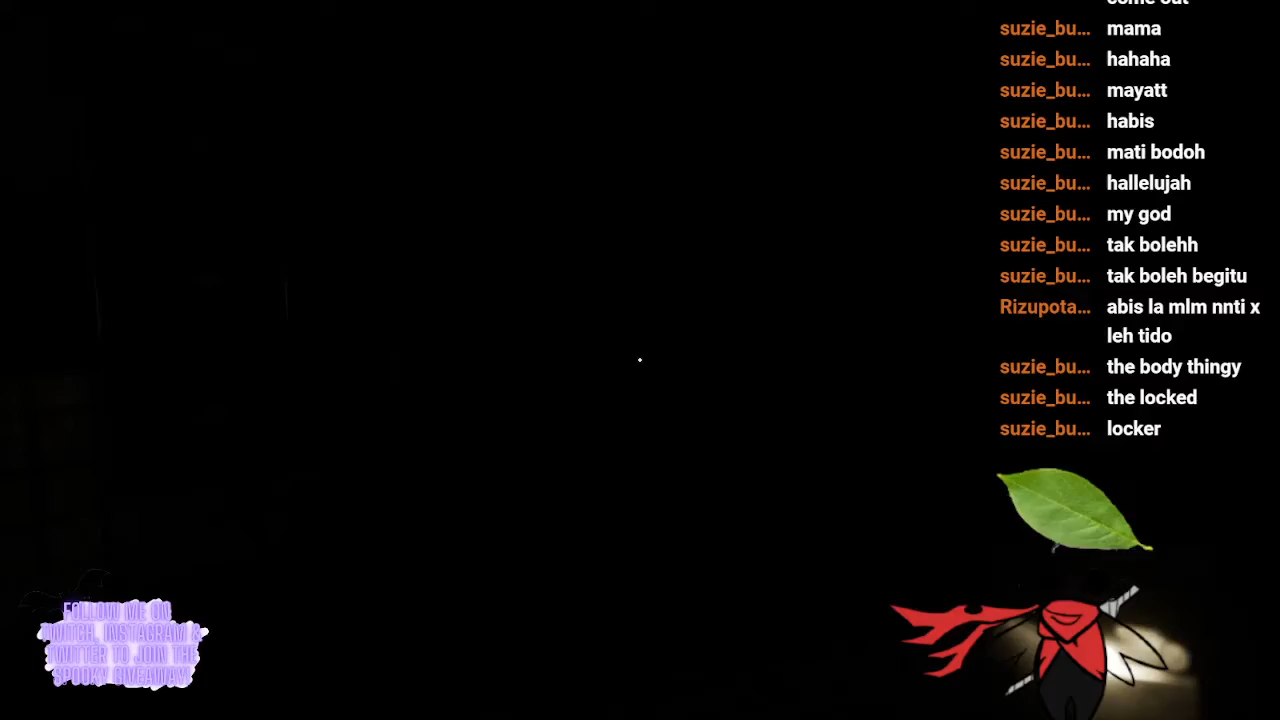 suzie_bu... mama
suzie_bu... hahaha
suzie_bu... mayatt
suzie_bu... habis
suzie_bu... mati bodoh
suzie_bu... hallelujah
suzie_bu... my god
suzie_bu... tak bolehh
suzie_bu... tak boleh begitu
Rizupota... abis la mlm nnti x
leh tido
suzie_bu... the body thingy
suzie_bu... the locked
suzie_bu... locker
FOLLOW ME ON
TWITCH, INSTAGRAM &
TWITTER TO JOIN THE
SPOOKY GIVEAWAY!